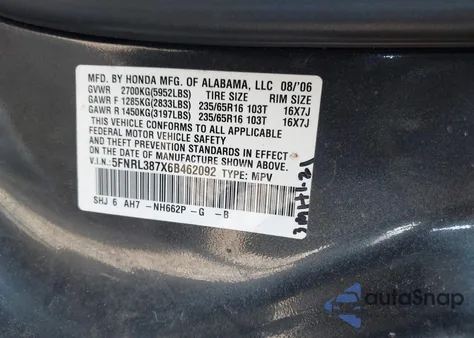 MFD. BY HONDA MFG. OF ALABAMA, LLC 08/'06
GVWR 2700KG(5952LBS) TIRE SIZE RIM SIZE
GAWR F 1285KG(2833LBS) 235/65R16 103T 16X7J
GAWR R 1450KG(3197LBS) 235/65R16 103T 16X7J
THIS VEHICLE CONFORMS TO ALL APPLICABLE
FEDERAL MOTOR VEHICLE SAFETY AND THEFT
PREVENTION STANDARDS IN EFFECT ON THE DATE
OF MANUFACTURE SHOWN ABOVE.
V.I.N: 5FNRL387X6B462092 TYPE: MPV
SHJ 6 AH7 -NH662P -G -B
autoSnap